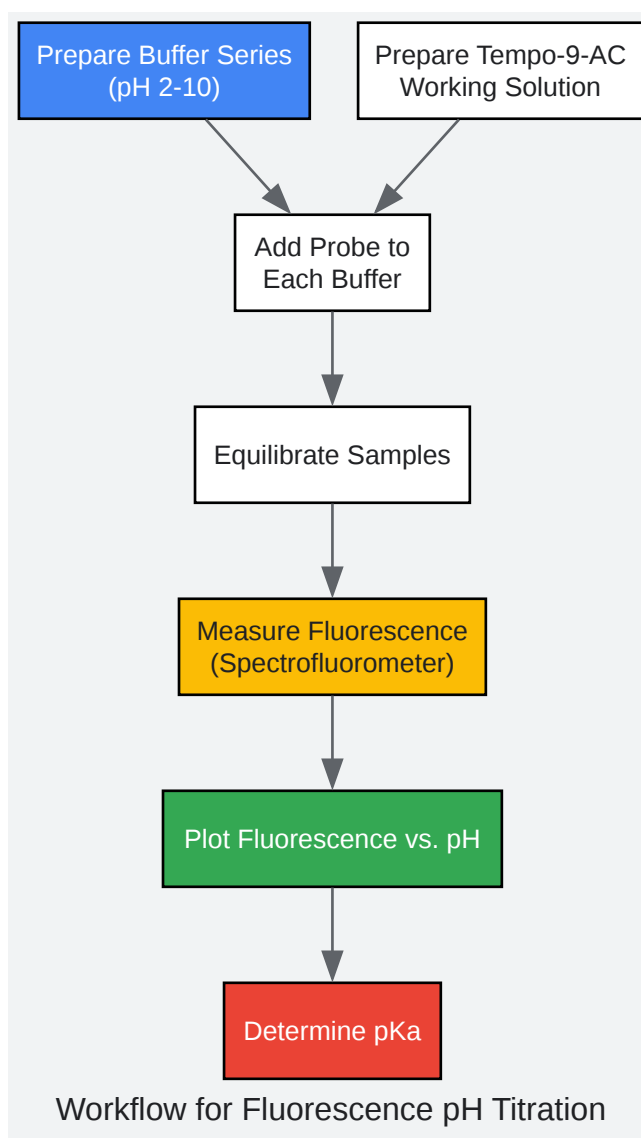 Prepare Buffer Series
(pH 2-10)
Prepare Tempo-9-AC
Working Solution
Add Probe to
Each Buffer
Equilibrate Samples
Measure Fluorescence
(Spectrofluorometer)
Plot Fluorescence vs. pH
Determine pKa
Workflow for Fluorescence pH Titration